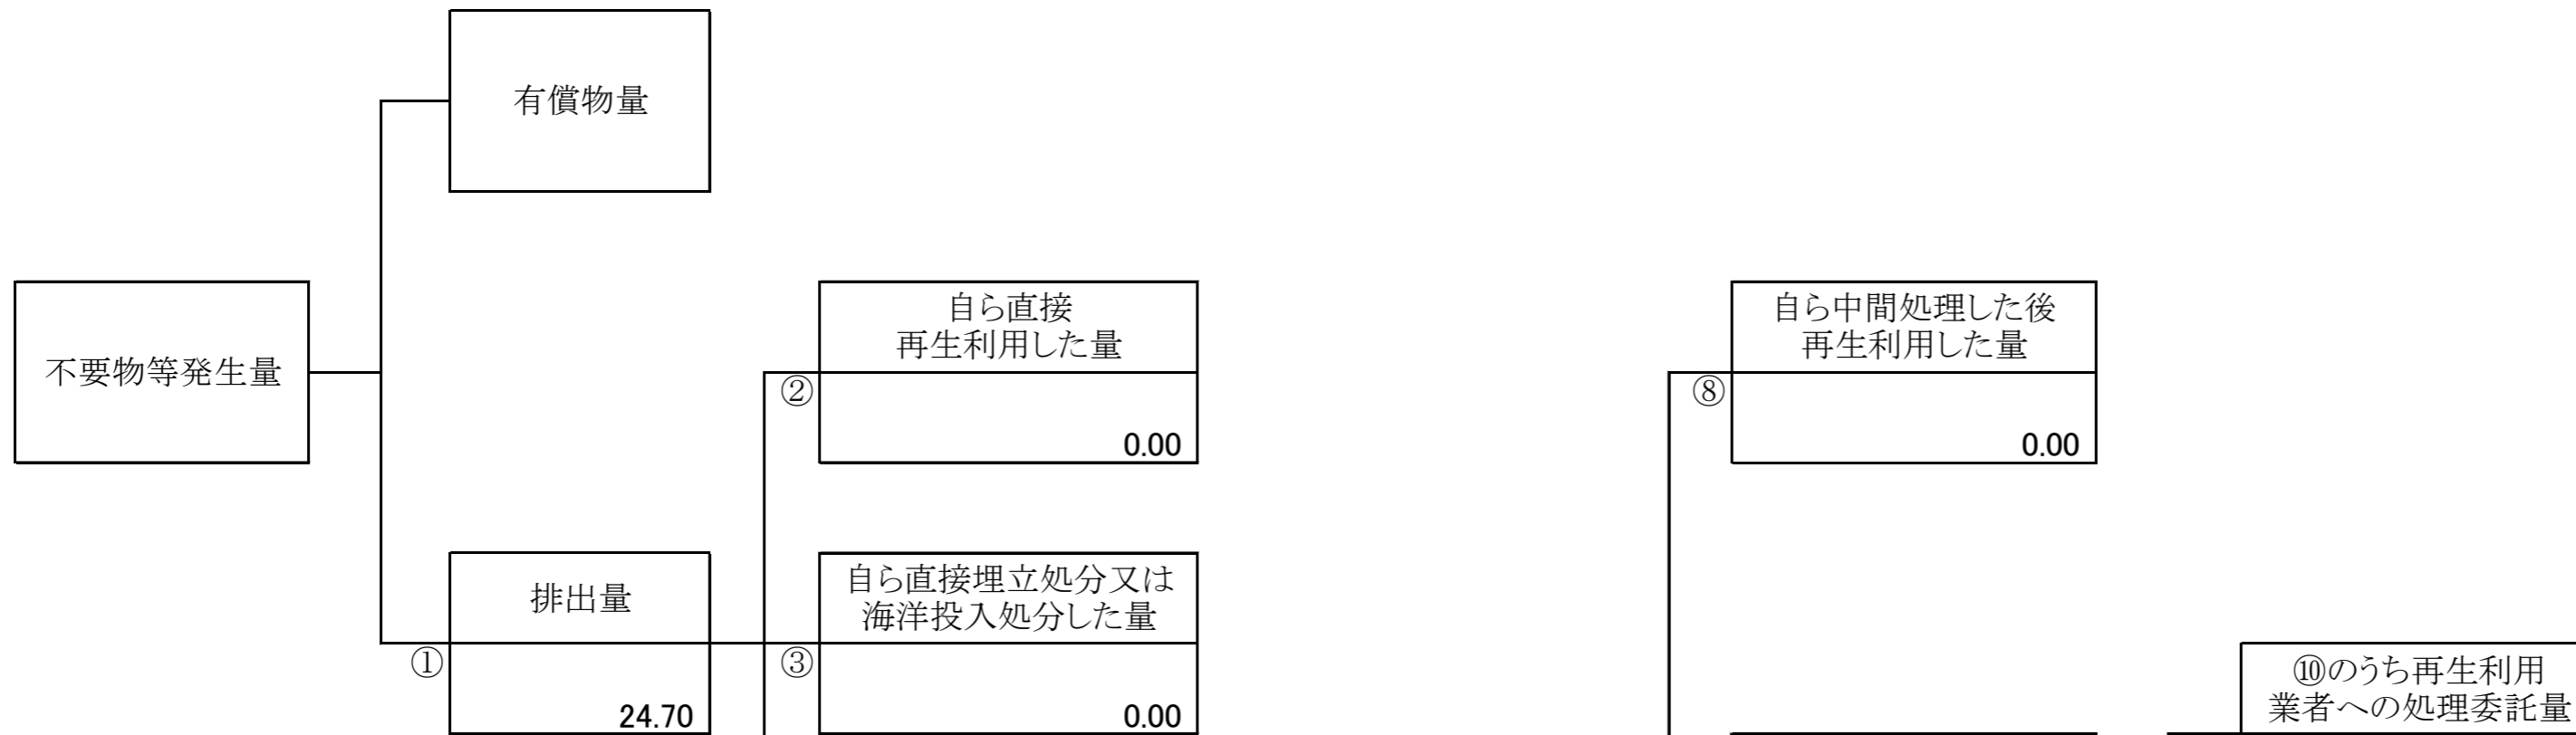 有償物量
不要物等発生量
自ら直接
再生利用した量
②
0.00
自ら中間処理した後
再生利用した量
⑧
0.00
排出量
①
24.70
自ら直接埋立処分又は
海洋投入処分した量
③
0.00
⑩のうち再生利用
業者への処理委託量